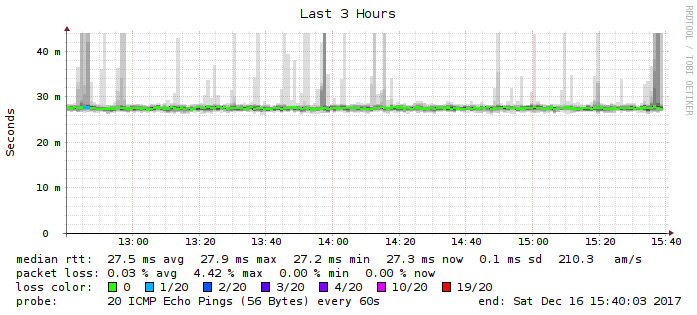 Last 3 Hours
RRDTOOL / TOBI OETIKER
Seconds
40 m
30 m
20 m
10 m
0
13:00 13:20 13:40 14:00 14:20 14:40 15:00 15:20 15:40
median rtt: 27.5 ms avg 27.9 ms max 27.2 ms min 27.3 ms now 0.1 ms sd 210.3 am/s
packet loss: 0.03 % avg 4.42 % max 0.00 % min 0.00 % now
loss color: 0 1/20 2/20 3/20 4/20 10/20 19/20
probe: 20 ICMP Echo Pings (56 Bytes) every 60s end: Sat Dec 16 15:40:03 2017